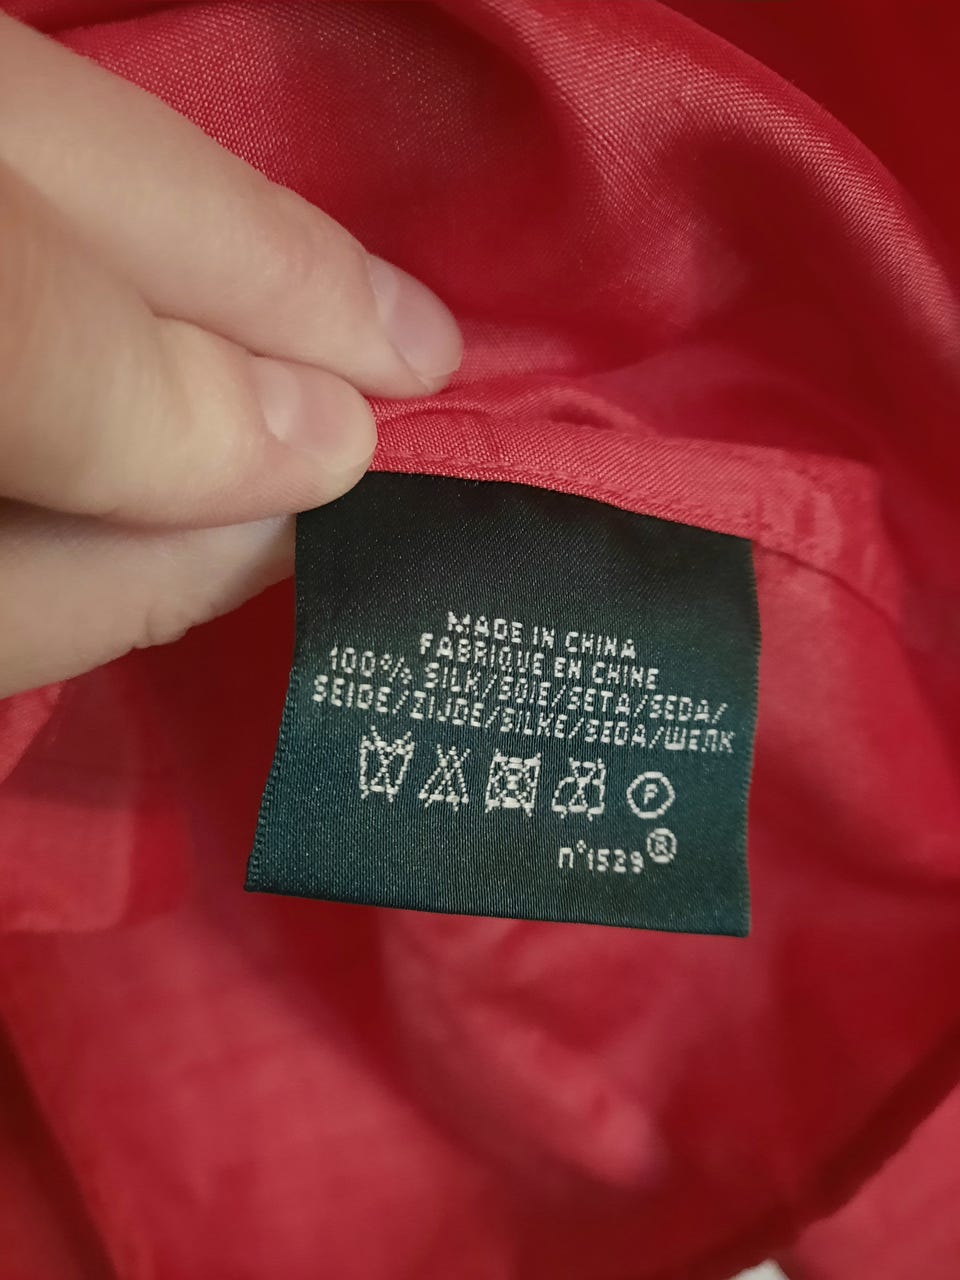 MADE IN CHINA
FABRIQUE EN CHINE
100% SILK/SOIE/SETA/SEDA/
SEIDE/ZIJDE/SILKE/SEDA/ШЕЛК
P
n°1529®